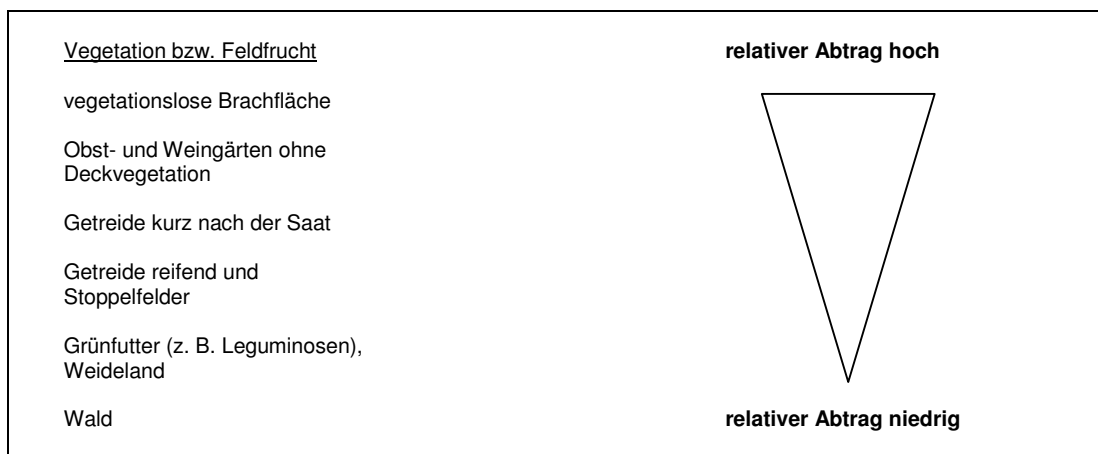 Vegetation bzw. Feldfrucht
relativer Abtrag hoch
vegetationslose Brachfläche
Obst- und Weingärten ohne
Deckvegetation
Getreide kurz nach der Saat
Getreide reifend und
Stoppelfelder
Grünfutter (z. B. Leguminosen),
Weideland
Wald
relativer Abtrag niedrig